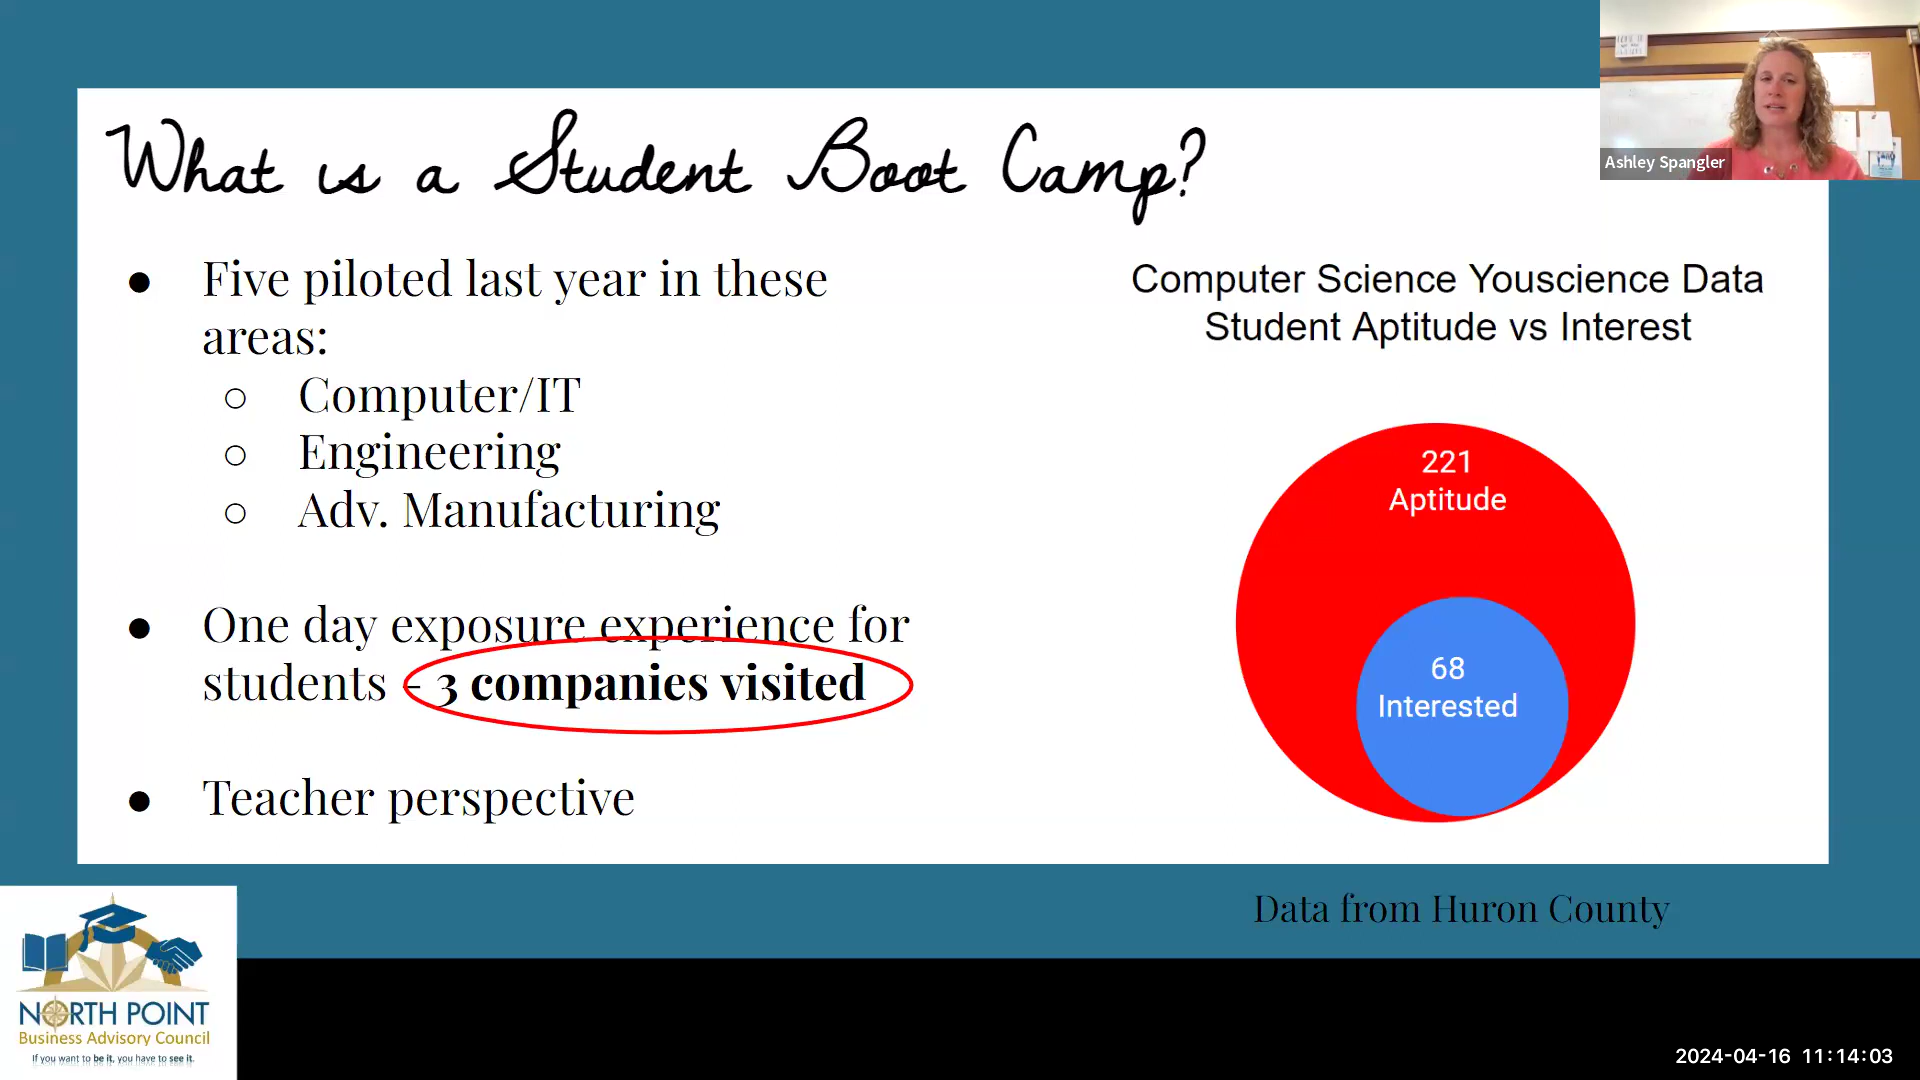 What is a Student Boot Camp?
Ashley Spangler
● Five piloted last year in these
areas:
○ Computer/IT
○ Engineering
○ Adv. Manufacturing
● One day exposure experience for
students - 3 companies visited
● Teacher perspective
Computer Science Youscience Data
Student Aptitude vs Interest
221
Aptitude
68
Interested
Data from Huron County
NORTH POINT
Business Advisory Council
If you want to be it, you have to see it.
2024-04-16 11:14:03